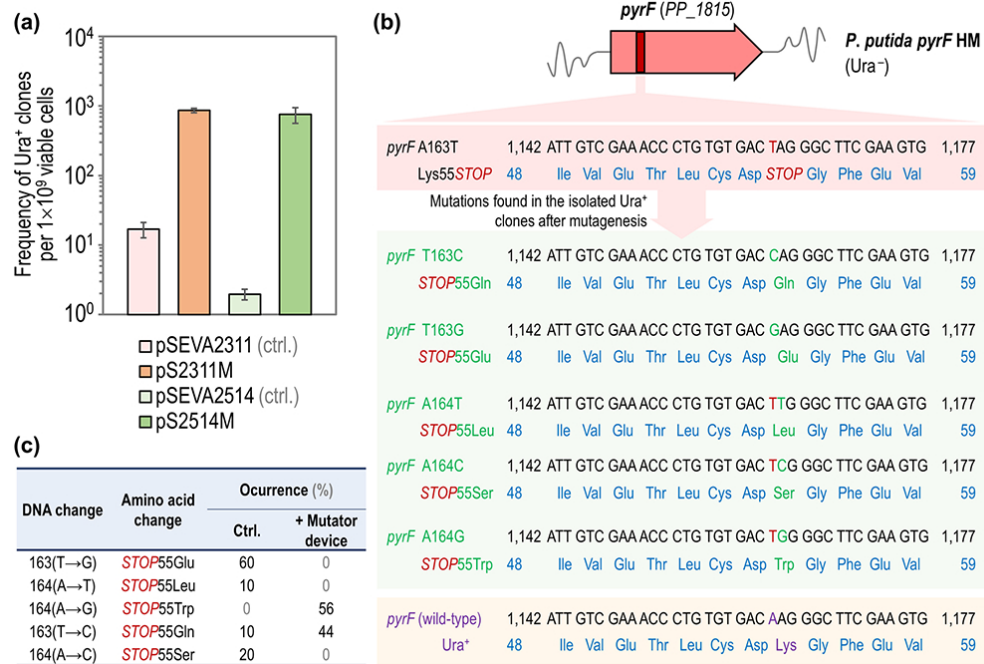 (a)
Frequency of Ura⁺ clones
per 1×10⁹ viable cells
10⁴
10³
10²
10¹
10⁰
pSEVA2311 (ctrl.)
pS2311M
pSEVA2514 (ctrl.)
pS2514M
(b)
pyrF (PP_1815)
P. putida pyrF HM
(Ura⁻)
pyrF A163T 1,142 ATT GTC GAA ACC CTG TGT GAC TAG GGC TTC GAA GTG 1,177
Lys55STOP 48 Ile Val Glu Thr Leu Cys Asp STOP Gly Phe Glu Val 59
Mutations found in the isolated Ura⁺
clones after mutagenesis
pyrF T163C 1,142 ATT GTC GAA ACC CTG TGT GAC CAG GGC TTC GAA GTG 1,177
STOP55Gln 48 Ile Val Glu Thr Leu Cys Asp Gln Gly Phe Glu Val 59
pyrF T163G 1,142 ATT GTC GAA ACC CTG TGT GAC GAG GGC TTC GAA GTG 1,177
STOP55Glu 48 Ile Val Glu Thr Leu Cys Asp Glu Gly Phe Glu Val 59
pyrF A164T 1,142 ATT GTC GAA ACC CTG TGT GAC TTG GGC TTC GAA GTG 1,177
STOP55Leu 48 Ile Val Glu Thr Leu Cys Asp Leu Gly Phe Glu Val 59
pyrF A164C 1,142 ATT GTC GAA ACC CTG TGT GAC TCG GGC TTC GAA GTG 1,177
STOP55Ser 48 Ile Val Glu Thr Leu Cys Asp Ser Gly Phe Glu Val 59
pyrF A164G 1,142 ATT GTC GAA ACC CTG TGT GAC TGG GGC TTC GAA GTG 1,177
STOP55Trp 48 Ile Val Glu Thr Leu Cys Asp Trp Gly Phe Glu Val 59
pyrF (wild-type) 1,142 ATT GTC GAA ACC CTG TGT GAC AAG GGC TTC GAA GTG 1,177
Ura⁺ 48 Ile Val Glu Thr Leu Cys Asp Lys Gly Phe Glu Val 59
(c)
DNA change Amino acid change Ocurrence (%)
Ctrl. + Mutator device
163(T→G) STOP55Glu 60 0
164(A→T) STOP55Leu 10 0
164(A→G) STOP55Trp 0 56
163(T→C) STOP55Gln 10 44
164(A→C) STOP55Ser 20 0